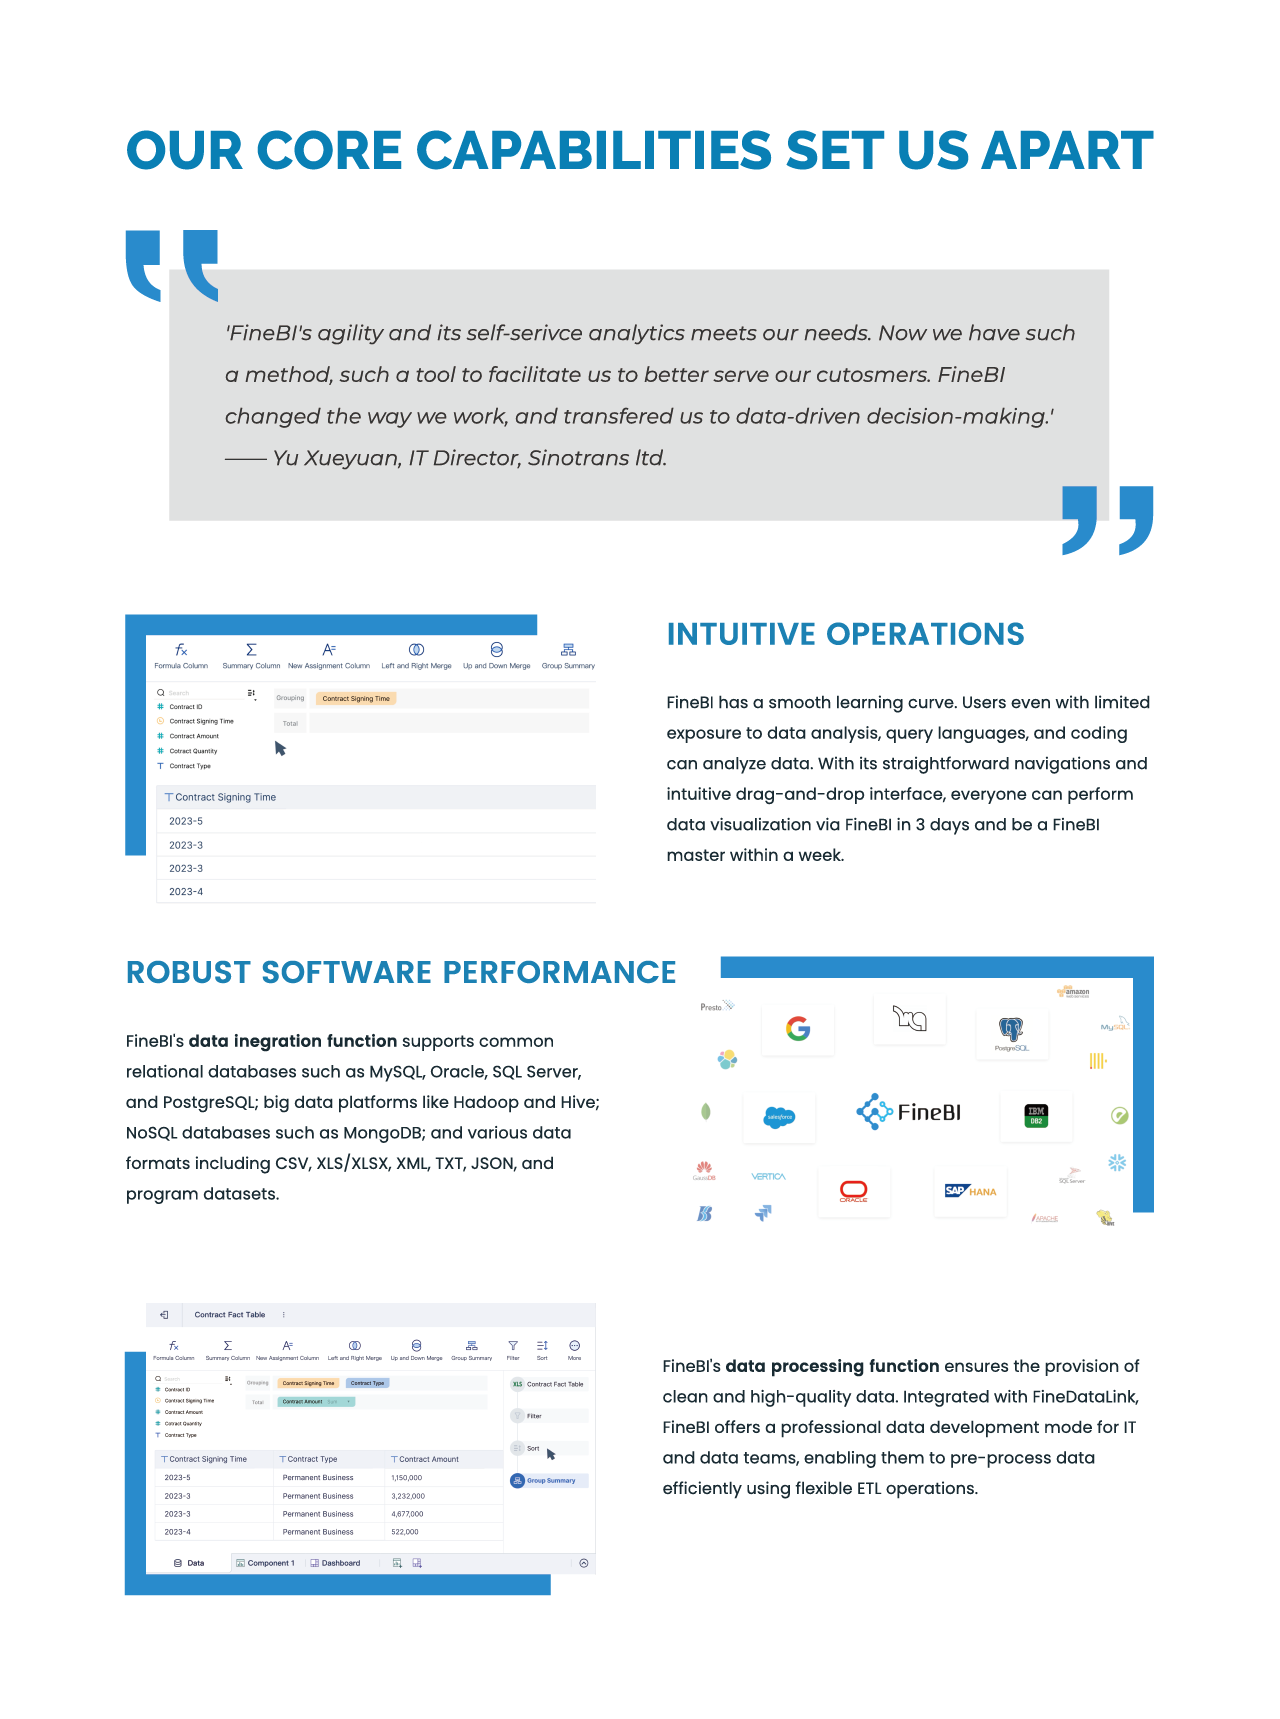 OUR CORE CAPABILITIES SET US APART
'FineBI's agility and its self-serivce analytics meets our needs. Now we have such
a method, such a tool to facilitate us to better serve our cutosmers. FineBI
changed the way we work, and transfered us to data-driven decision-making.'
—— Yu Xueyuan, IT Director, Sinotrans ltd.
Formula Column Summary Column New Assignment Column Left and Right Merge Up and Down Merge Group Summary
Search
Contract ID
Contract Signing Time
Contract Amount
Cotract Quantity
Contract Type
Grouping Contract Signing Time
Total
Contract Signing Time
2023-5
2023-3
2023-3
2023-4
INTUITIVE OPERATIONS
FineBI has a smooth learning curve. Users even with limited
exposure to data analysis, query languages, and coding
can analyze data. With its straightforward navigations and
intuitive drag-and-drop interface, everyone can perform
data visualization via FineBI in 3 days and be a FineBI
master within a week.
ROBUST SOFTWARE PERFORMANCE
FineBI's data inegration function supports common
relational databases such as MySQL, Oracle, SQL Server,
and PostgreSQL; big data platforms like Hadoop and Hive;
NoSQL databases such as MongoDB; and various data
formats including CSV, XLS/XLSX, XML, TXT, JSON, and
program datasets.
Presto
amazon
webservices
PostgreSQL
MySQL
salesforce
FineBI
IBM
DB2
GaussDB
VERTICA
ORACLE
SAP HANA
SQL Server
APACHE
Contract Fact Table
Formula Column Summary Column New Assignment Column Left and Right Merge Up and Down Merge Group Summary Filter Sort More
Search
Contract ID
Contract Signing Time
Contract Amount
Cotract Quantity
Contract Type
Grouping Contract Signing Time Contract Type
Total Contract Amount Sum
XLS Contract Fact Table
Filter
Sort
Group Summary
Contract Signing Time Contract Type Contract Amount
2023-5 Permanent Business 1,150,000
2023-3 Permanent Business 3,232,000
2023-3 Permanent Business 4,677,000
2023-4 Permanent Business 522,000
Data Component 1 Dashboard
FineBI's data processing function ensures the provision of
clean and high-quality data. Integrated with FineDataLink,
FineBI offers a professional data development mode for IT
and data teams, enabling them to pre-process data
efficiently using flexible ETL operations.